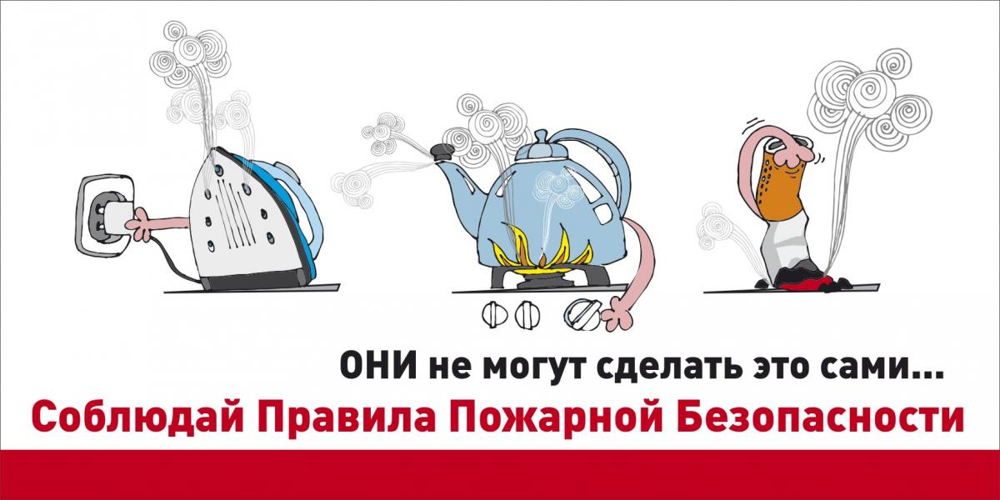 ОНИ не могут сделать это сами...
Соблюдай Правила Пожарной Безопасности